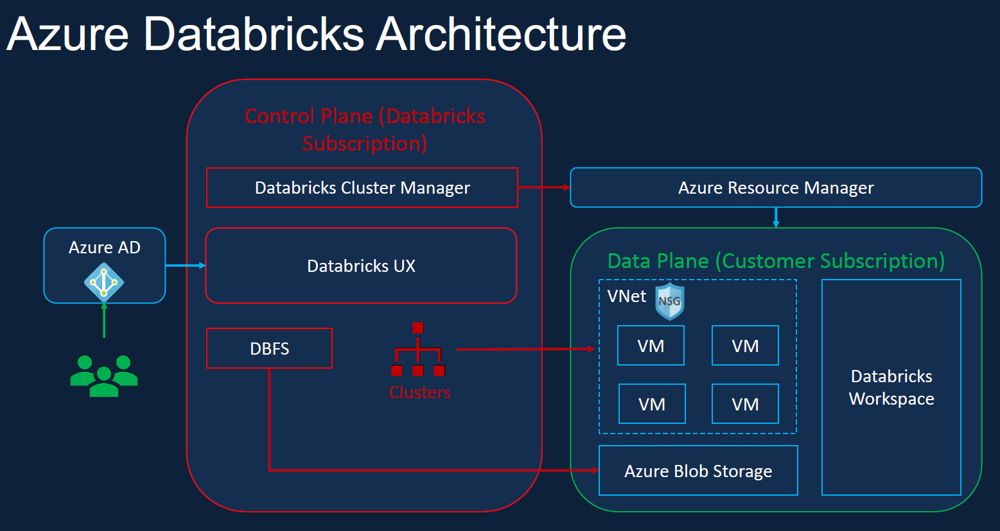 Azure Databricks Architecture
Control Plane (Databricks
Subscription)
Databricks Cluster Manager
Azure Resource Manager
Azure AD
Databricks UX
Data Plane (Customer Subscription)
VNet
NSG
DBFS
Clusters
VM
VM
VM
VM
Databricks
Workspace
Azure Blob Storage